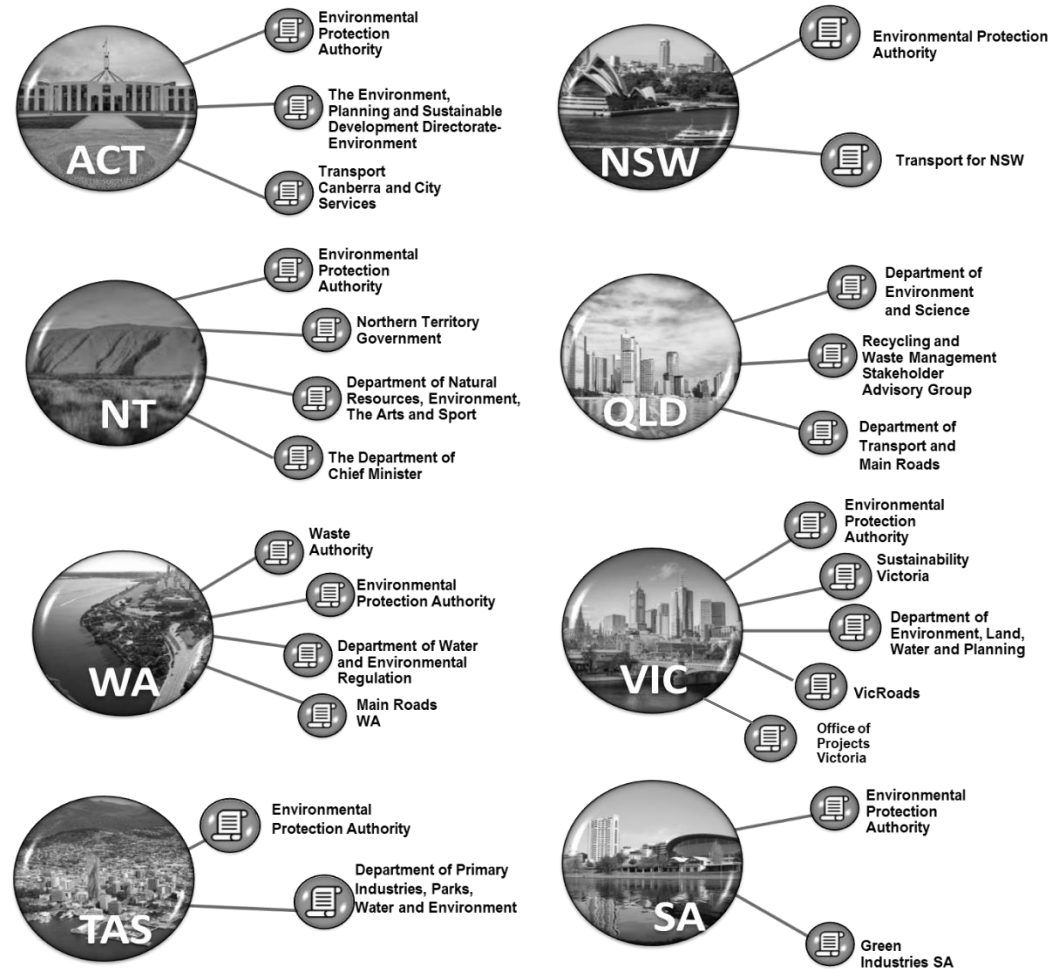 ACT
Environmental
Protection
Authority
The Environment,
Planning and Sustainable
Development Directorate-
Environment
Transport
Canberra and City
Services
NSW
Environmental Protection
Authority
Transport for NSW
NT
Environmental
Protection
Authority
Northern Territory
Government
Department of Natural
Resources, Environment,
The Arts and Sport
The Department of
Chief Minister
QLD
Department of
Environment
and Science
Recycling and
Waste Management
Stakeholder
Advisory Group
Department of
Transport and
Main Roads
WA
Waste
Authority
Environmental
Protection Authority
Department of Water
and Environmental
Regulation
Main Roads
WA
VIC
Environmental
Protection
Authority
Sustainability
Victoria
Department of
Environment, Land,
Water and Planning
VicRoads
Office of
Projects
Victoria
TAS
Environmental
Protection Authority
Department of Primary
Industries, Parks,
Water and Environment
SA
Environmental
Protection
Authority
Green
Industries SA